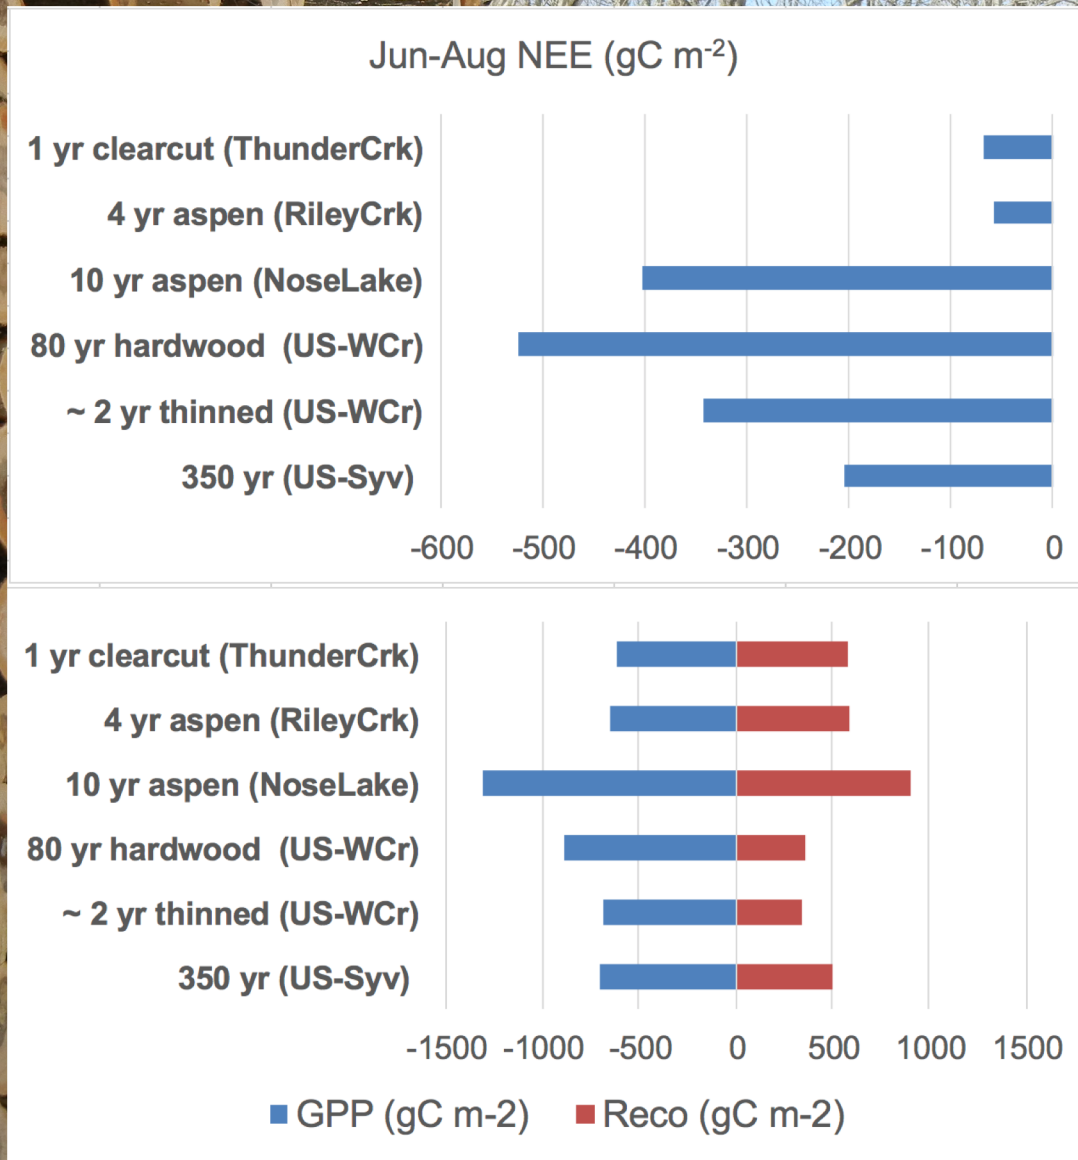 Jun-Aug NEE (gC m-2)
1 yr clearcut (ThunderCrk)
4 yr aspen (RileyCrk)
10 yr aspen (NoseLake)
80 yr hardwood (US-WCr)
~ 2 yr thinned (US-WCr)
350 yr (US-Syv)
-600 -500 -400 -300 -200 -100 0
1 yr clearcut (ThunderCrk)
4 yr aspen (RileyCrk)
10 yr aspen (NoseLake)
80 yr hardwood (US-WCr)
~ 2 yr thinned (US-WCr)
350 yr (US-Syv)
-1500 -1000 -500 0 500 1000 1500
GPP (gC m-2) Reco (gC m-2)